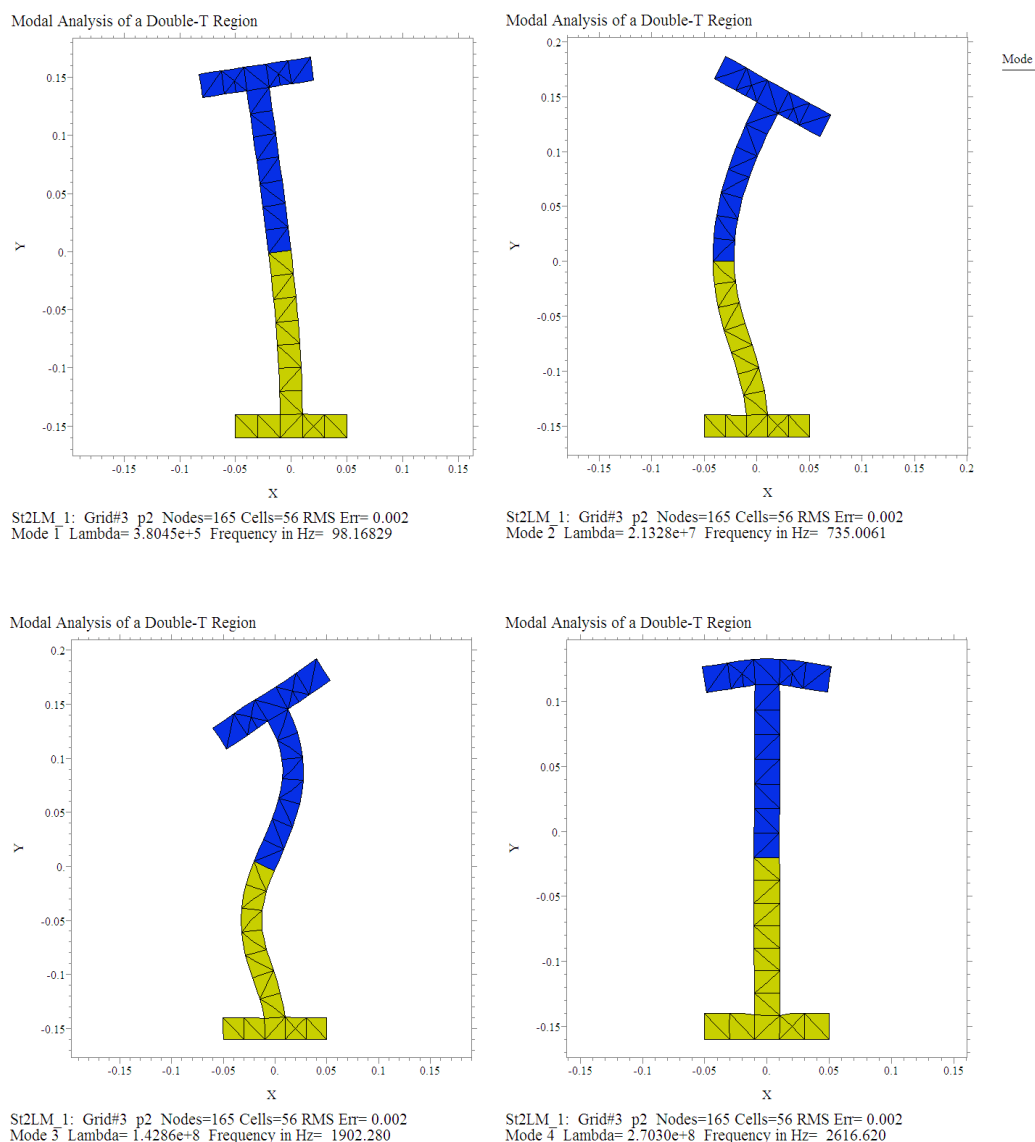 Modal Analysis of a Double-T Region
Modal Analysis of a Double-T Region
Mode
0.15
0.1
0.05
0.
-0.05
-0.1
-0.15
Y
-0.15
-0.1
-0.05
0.
0.05
0.1
0.15
X
0.2
0.15
0.1
0.05
0.
-0.05
-0.1
-0.15
Y
-0.15
-0.1
-0.05
0.
0.05
0.1
0.15
0.2
X
St2LM_1: Grid#3 p2 Nodes=165 Cells=56 RMS Err= 0.002
Mode 1 Lambda= 3.8045e+5 Frequency in Hz= 98.16829
St2LM_1: Grid#3 p2 Nodes=165 Cells=56 RMS Err= 0.002
Mode 2 Lambda= 2.1328e+7 Frequency in Hz= 735.0061
Modal Analysis of a Double-T Region
Modal Analysis of a Double-T Region
0.2
0.15
0.1
0.05
0.
-0.05
-0.1
-0.15
Y
-0.15
-0.1
-0.05
0.
0.05
0.1
0.15
X
0.1
0.05
0.
-0.05
-0.1
-0.15
Y
-0.15
-0.1
-0.05
0.
0.05
0.1
0.15
X
St2LM_1: Grid#3 p2 Nodes=165 Cells=56 RMS Err= 0.002
Mode 3 Lambda= 1.4286e+8 Frequency in Hz= 1902.280
St2LM_1: Grid#3 p2 Nodes=165 Cells=56 RMS Err= 0.002
Mode 4 Lambda= 2.7030e+8 Frequency in Hz= 2616.620